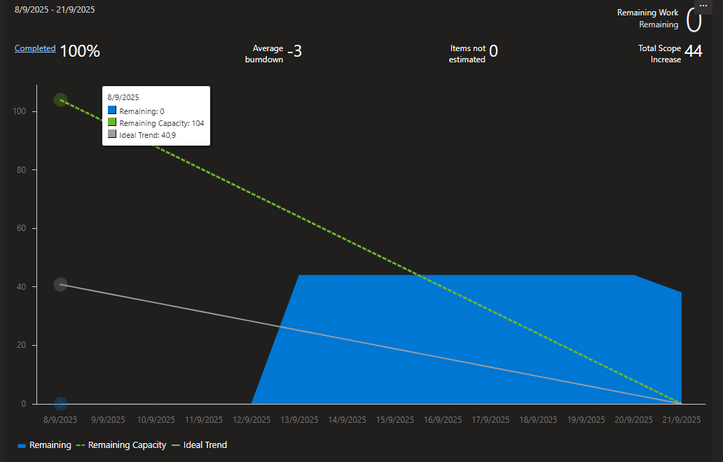 8/9/2025 - 21/9/2025
Remaining Work
Remaining
0
...
Completed 100%
Average
burndown
-3
Items not
estimated
0
Total Scope
Increase
44
100
80
60
40
20
0
8/9/2025
Remaining: 0
Remaining Capacity: 104
Ideal Trend: 40,9
8/9/2025 9/9/2025 10/9/2025 11/9/2025 12/9/2025 13/9/2025 14/9/2025 15/9/2025 16/9/2025 17/9/2025 18/9/2025 19/9/2025 20/9/2025 21/9/2025
Remaining Remaining Capacity Ideal Trend